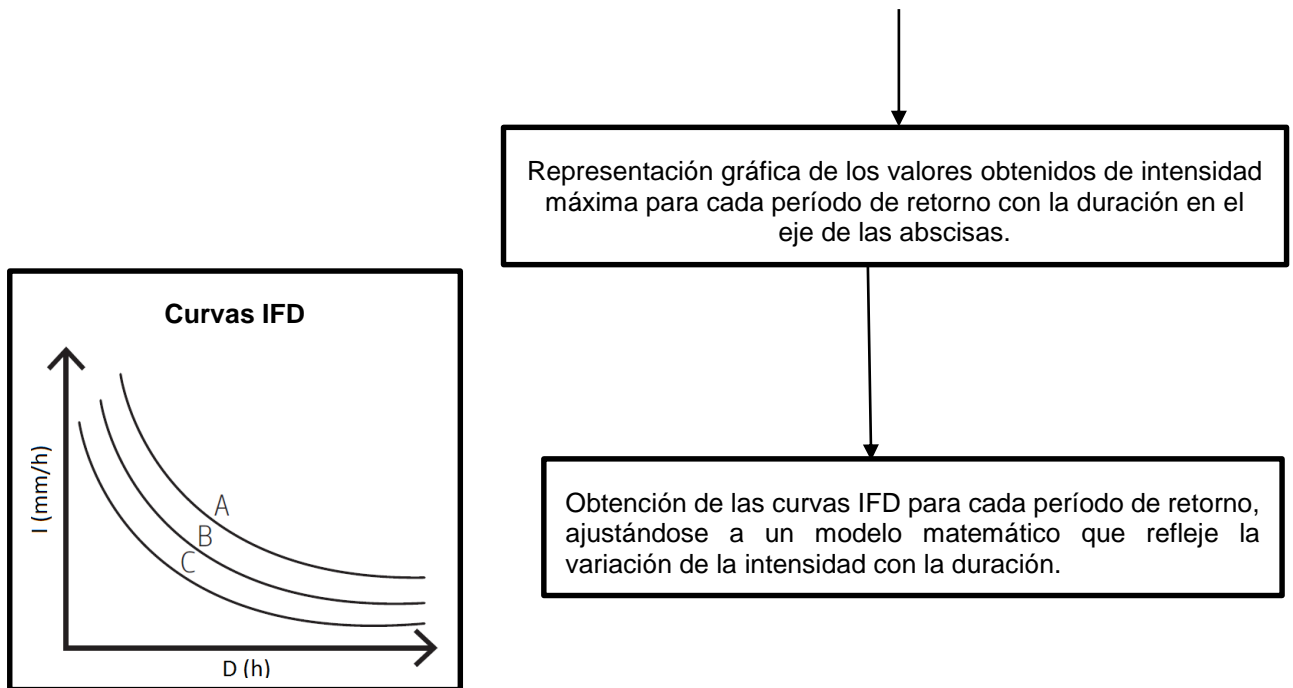 Representación gráfica de los valores obtenidos de intensidad
máxima para cada período de retorno con la duración en el
eje de las abscisas.
Curvas IFD
I (mm/h)
A
B
C
D (h)
Obtención de las curvas IFD para cada período de retorno,
ajustándose a un modelo matemático que refleje la
variación de la intensidad con la duración.